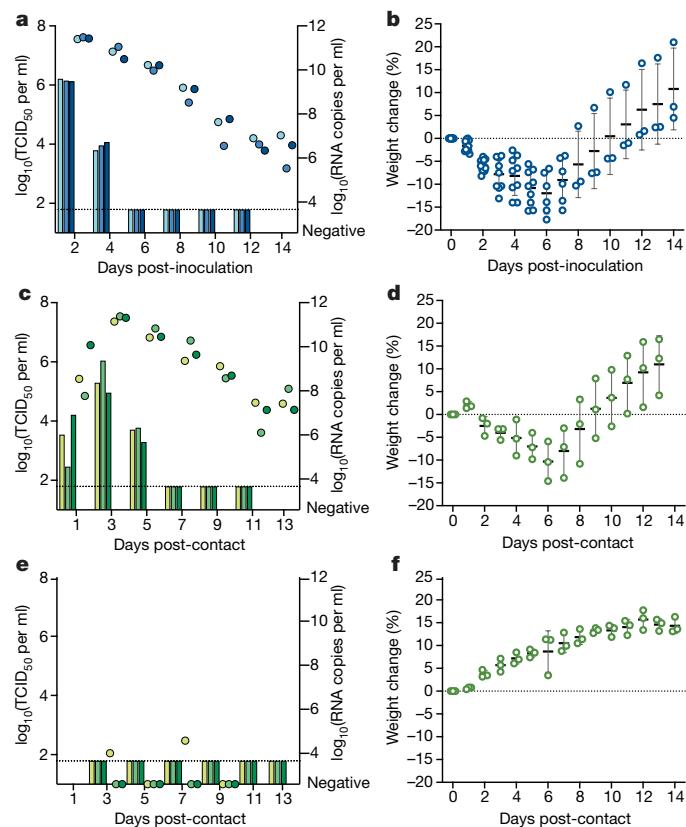 a
b
8
6
4
2
log10(TCID50 per ml)
12
10
8
6
4
log10(RNA copies per ml)
Negative
2 4 6 8 10 12 14
Days post-inoculation
25
20
15
10
5
0
−5
−10
−15
−20
Weight change (%)
0 2 4 6 8 10 12 14
Days post-inoculation
c
d
8
6
4
2
log10(TCID50 per ml)
12
10
8
6
4
log10(RNA copies per ml)
Negative
1 3 5 7 9 11 13
Days post-contact
25
20
15
10
5
0
−5
−10
−15
−20
Weight change (%)
0 2 4 6 8 10 12 14
Days post-contact
e
f
8
6
4
2
log10(TCID50 per ml)
12
10
8
6
4
log10(RNA copies per ml)
Negative
1 3 5 7 9 11 13
Days post-contact
25
20
15
10
5
0
−5
−10
−15
−20
Weight change (%)
0 2 4 6 8 10 12 14
Days post-contact